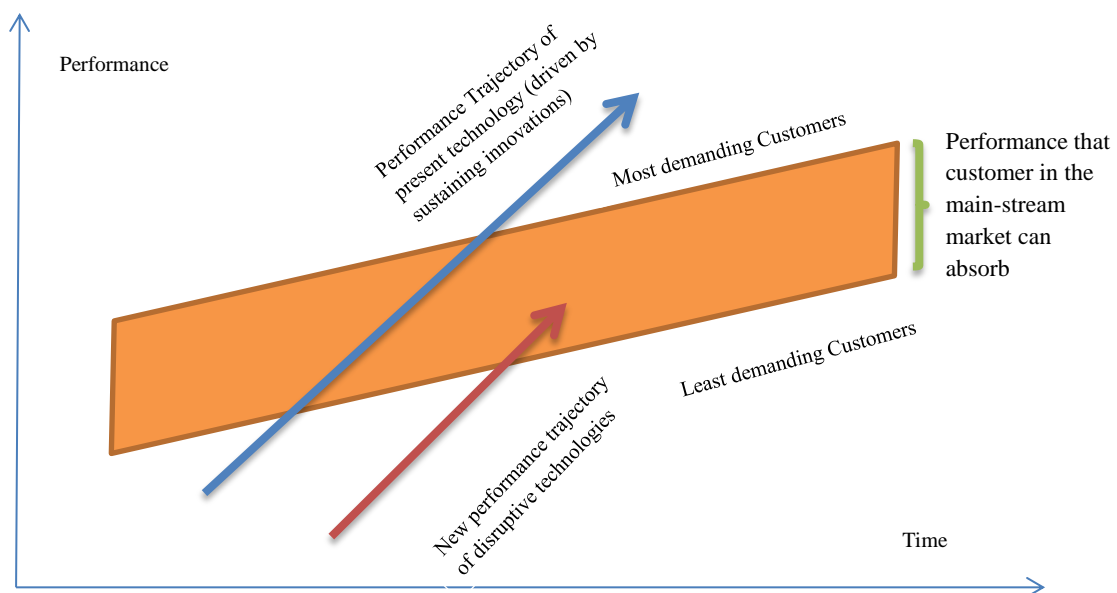 Performance
Performance Trajectory of
present technology (driven by
sustaining innovations)
Most demanding Customers
Performance that
customer in the
main-stream
market can
absorb
Least demanding Customers
New performance trajectory
of disruptive technologies
Time